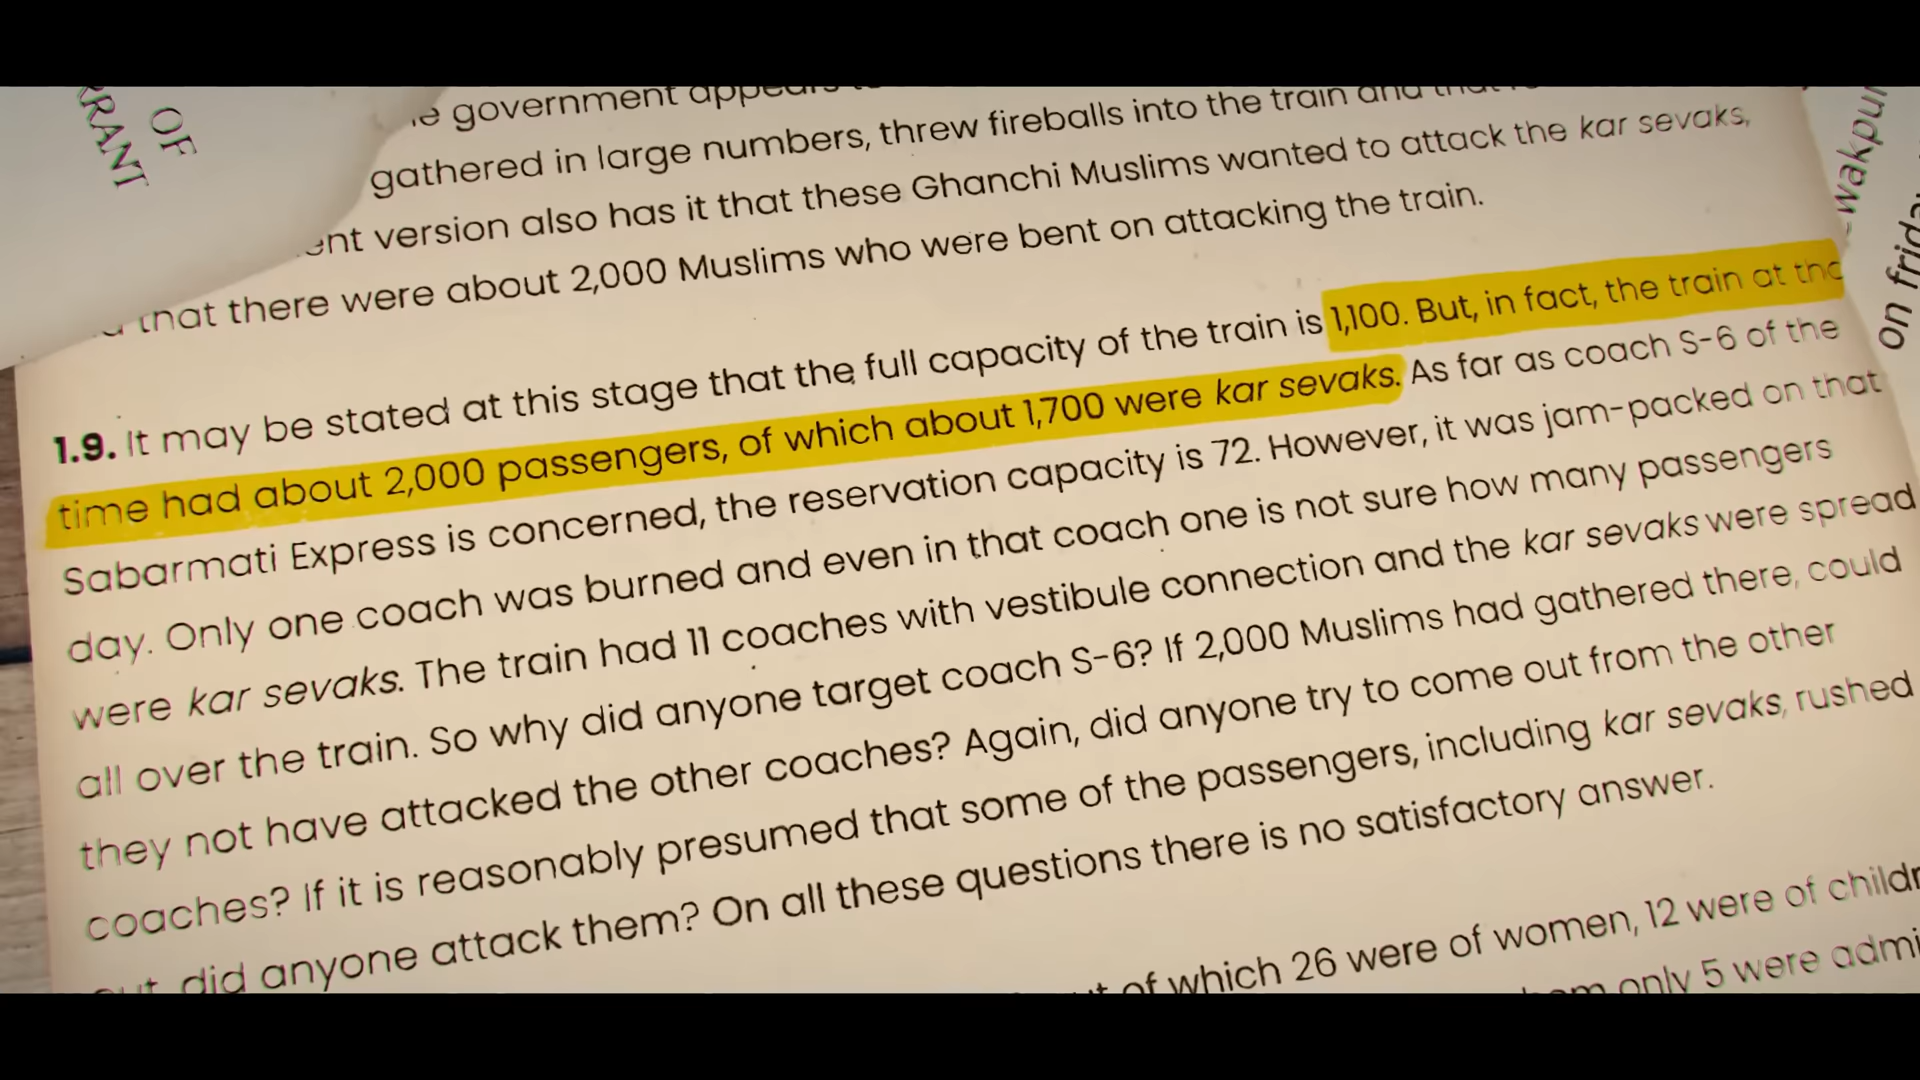 OF
government
gathered in large numbers, threw fireballs into the train and
version also has it that these Ghanchi Muslims wanted to attack the kar sevaks,
that there were about 2,000 Muslims who were bent on attacking the train.
1.9. It may be stated at this stage that the full capacity of the train is 1,100. But, in fact, the train at
time had about 2,000 passengers, of which about 1,700 were kar sevaks. As far as coach S-6 of the
Sabarmati Express is concerned, the reservation capacity is 72. However, it was jam-packed on that
day. Only one coach was burned and even in that coach one is not sure how many passengers
were kar sevaks. The train had 11 coaches with vestibule connection and the kar sevaks were spread
all over the train. So why did anyone target coach S-6? If 2,000 Muslims had gathered there, could
they not have attacked the other coaches? Again, did anyone try to come out from the other
coaches? If it is reasonably presumed that some of the passengers, including kar sevaks, rushed
did anyone attack them? On all these questions there is no satisfactory answer.
of which 26 were of women, 12 were of
only 5 were
on